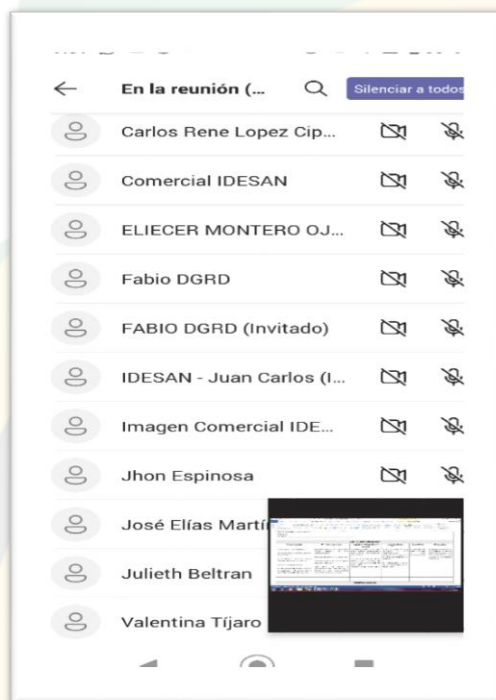 En la reunión (... Silenciar a todos
Carlos Rene Lopez Cip...
Comercial IDESAN
ELIECER MONTERO OJ...
Fabio DGRD
FABIO DGRD (Invitado)
IDESAN - Juan Carlos (I...
Imagen Comercial IDE...
Jhon Espinosa
José Elías Martí
Julieth Beltran
Valentina Tíjaro